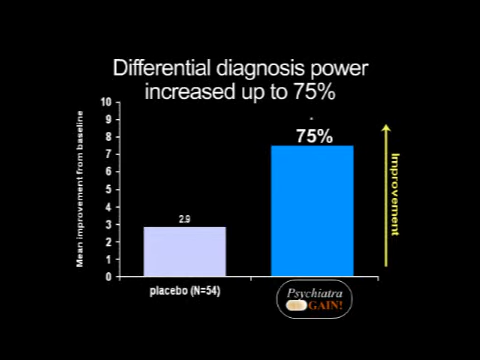 Differential diagnosis power
increased up to 75%
Mean improvement from baseline
10
9
8
7
6
5
4
3
2
1
0
2.9
75%
Improvement
placebo (N=54)
Psychiatra
GAIN!